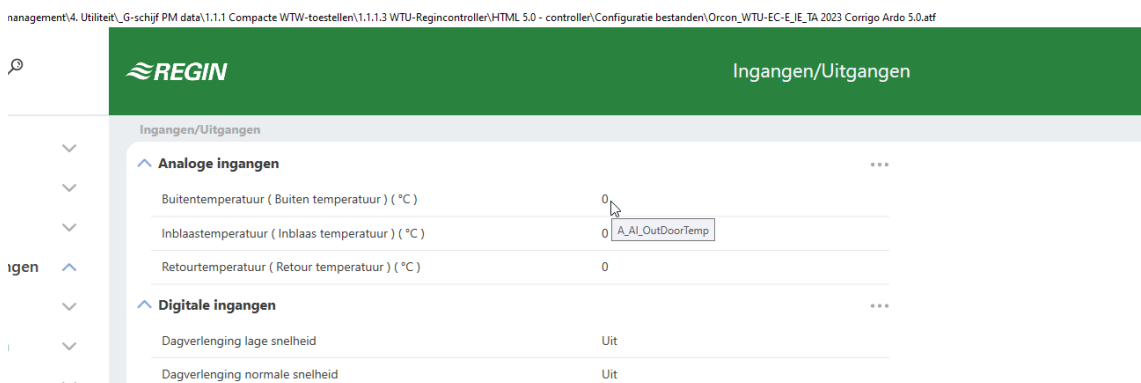 nanagement\4. Utiliteit\_G-schijf PM data\1.1.1 Compacte WTW-toestellen\1.1.1.3 WTU-Regincontroller\HTML 5.0 - controller\Configuratie bestanden\Orcon_WTU-EC-E_IE_TA 2023 Corrigo Ardo 5.0.atf
REGIN
Ingangen/Uitgangen
Ingangen/Uitgangen
Analoge ingangen
Buitentemperatuur ( Buiten temperatuur ) ( °C ) 0
A_AI_OutDoorTemp
Inblaastemperatuur ( Inblaas temperatuur ) ( °C ) 0
ngen
Retourtemperatuur ( Retour temperatuur ) ( °C ) 0
Digitale ingangen
Dagverlenging lage snelheid Uit
Dagverlenging normale snelheid Uit